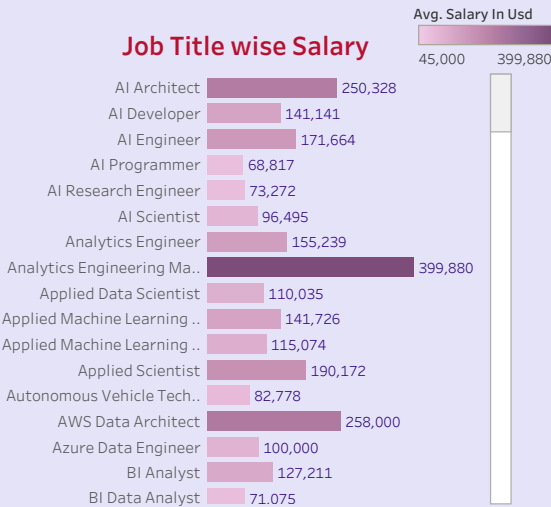 Avg. Salary In Usd
45,000 399,880
Job Title wise Salary
AI Architect 250,328
AI Developer 141,141
AI Engineer 171,664
AI Programmer 68,817
AI Research Engineer 73,272
AI Scientist 96,495
Analytics Engineer 155,239
Analytics Engineering Ma.. 399,880
Applied Data Scientist 110,035
Applied Machine Learning .. 141,726
Applied Machine Learning .. 115,074
Applied Scientist 190,172
Autonomous Vehicle Tech.. 82,778
AWS Data Architect 258,000
Azure Data Engineer 100,000
BI Analyst 127,211
BI Data Analyst 71,075